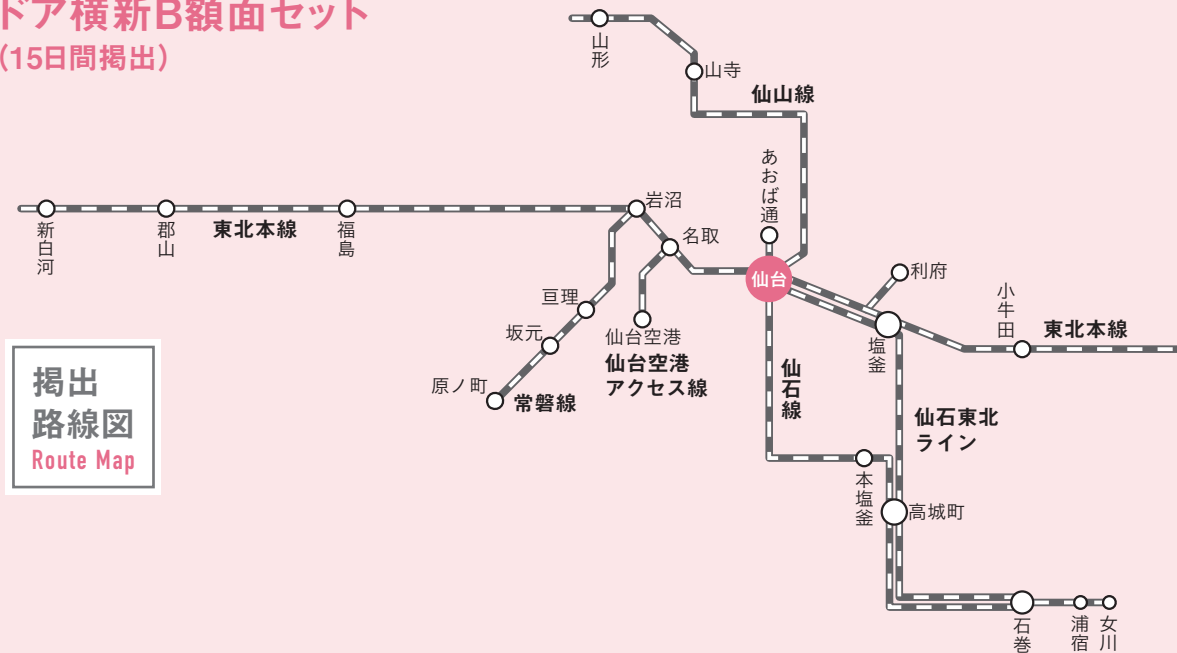 ドア横新B額面セット
(15日間掲出)
山形
山寺
仙山線
あおば通
岩沼
新白河
郡山
東北本線
福島
名取
仙台
利府
亘理
小牛田
坂元
仙台空港
塩釜
東北本線
仙台空港
アクセス線
仙石線
原ノ町
常磐線
掲出
路線図
Route Map
仙石東北
ライン
本塩釜
高城町
石巻
浦宿
女川